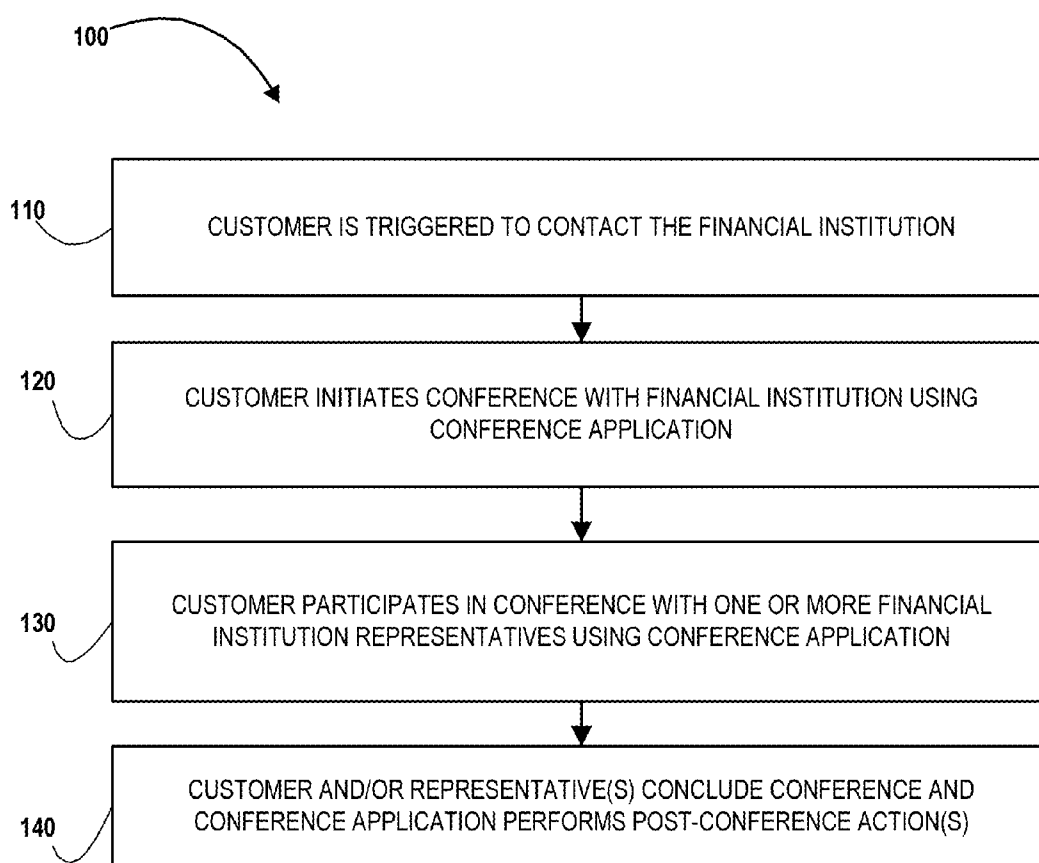 100
110
CUSTOMER IS TRIGGERED TO CONTACT THE FINANCIAL INSTITUTION
120
CUSTOMER INITIATES CONFERENCE WITH FINANCIAL INSTITUTION USING
CONFERENCE APPLICATION
130
CUSTOMER PARTICIPATES IN CONFERENCE WITH ONE OR MORE FINANCIAL
INSTITUTION REPRESENTATIVES USING CONFERENCE APPLICATION
140
CUSTOMER AND/OR REPRESENTATIVE(S) CONCLUDE CONFERENCE AND
CONFERENCE APPLICATION PERFORMS POST-CONFERENCE ACTION(S)